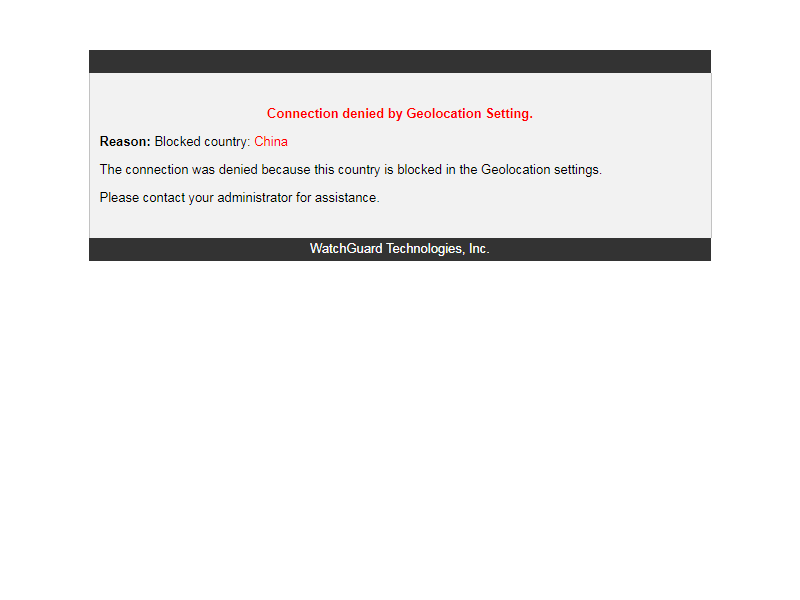 Connection denied by Geolocation Setting.
Reason: Blocked country: China
The connection was denied because this country is blocked in the Geolocation settings.
Please contact your administrator for assistance.
WatchGuard Technologies, Inc.